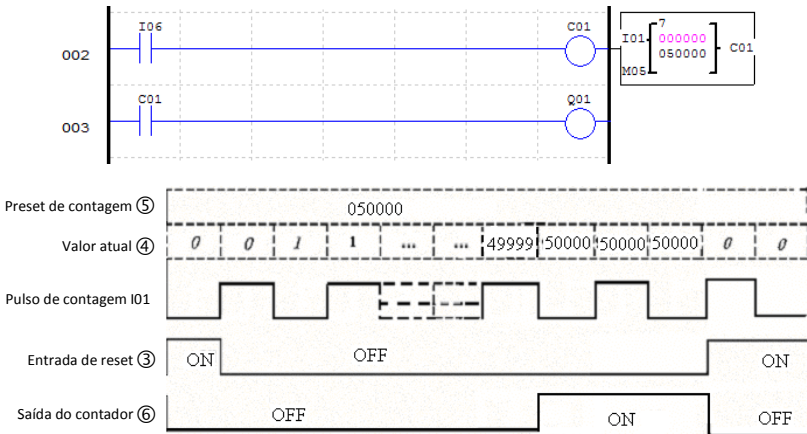 I06 C01
7
I01 000000 C01
002 050000
M05
C01 Q01
003
Preset de contagem ⑤ 050000
Valor atual ④ 0 0 1 1 ... ... 49999 50000 50000 50000 0 0
Pulso de contagem I01
Entrada de reset ③ ON OFF ON
Saída do contador ⑥ OFF ON OFF